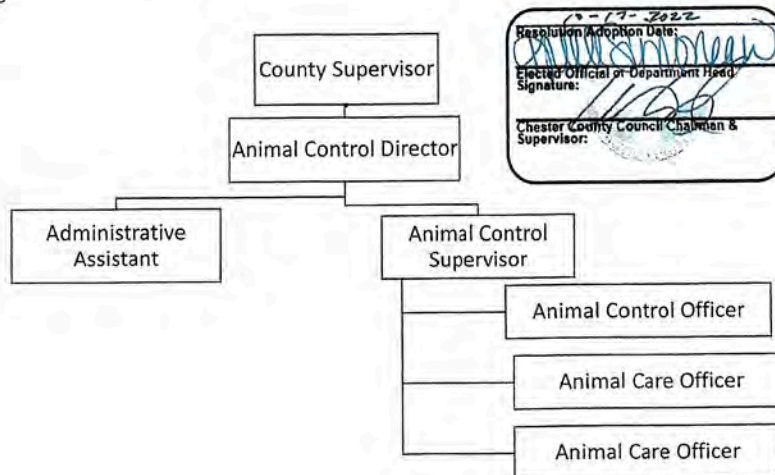 10-17-2022
Resolution Adoption Date:
Elected Official or Department Head
Signature:
Chester County Council Chairman &
Supervisor:
County Supervisor
Animal Control Director
Administrative
Assistant
Animal Control
Supervisor
Animal Control Officer
Animal Care Officer
Animal Care Officer